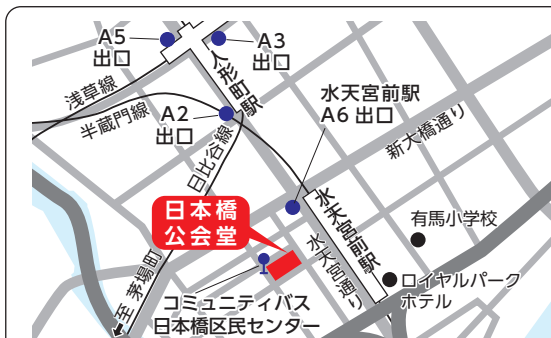 A5
出口
A3
出口
人形町駅
浅草線
半蔵門線
A2
出口
日比谷線
水天宮前駅
A6 出口
新大橋通り
日本橋
公会堂
水天宮前駅
水天宮通り
有馬小学校
ロイヤルパーク
ホテル
至 茅場町
コミュニティバス
日本橋区民センター